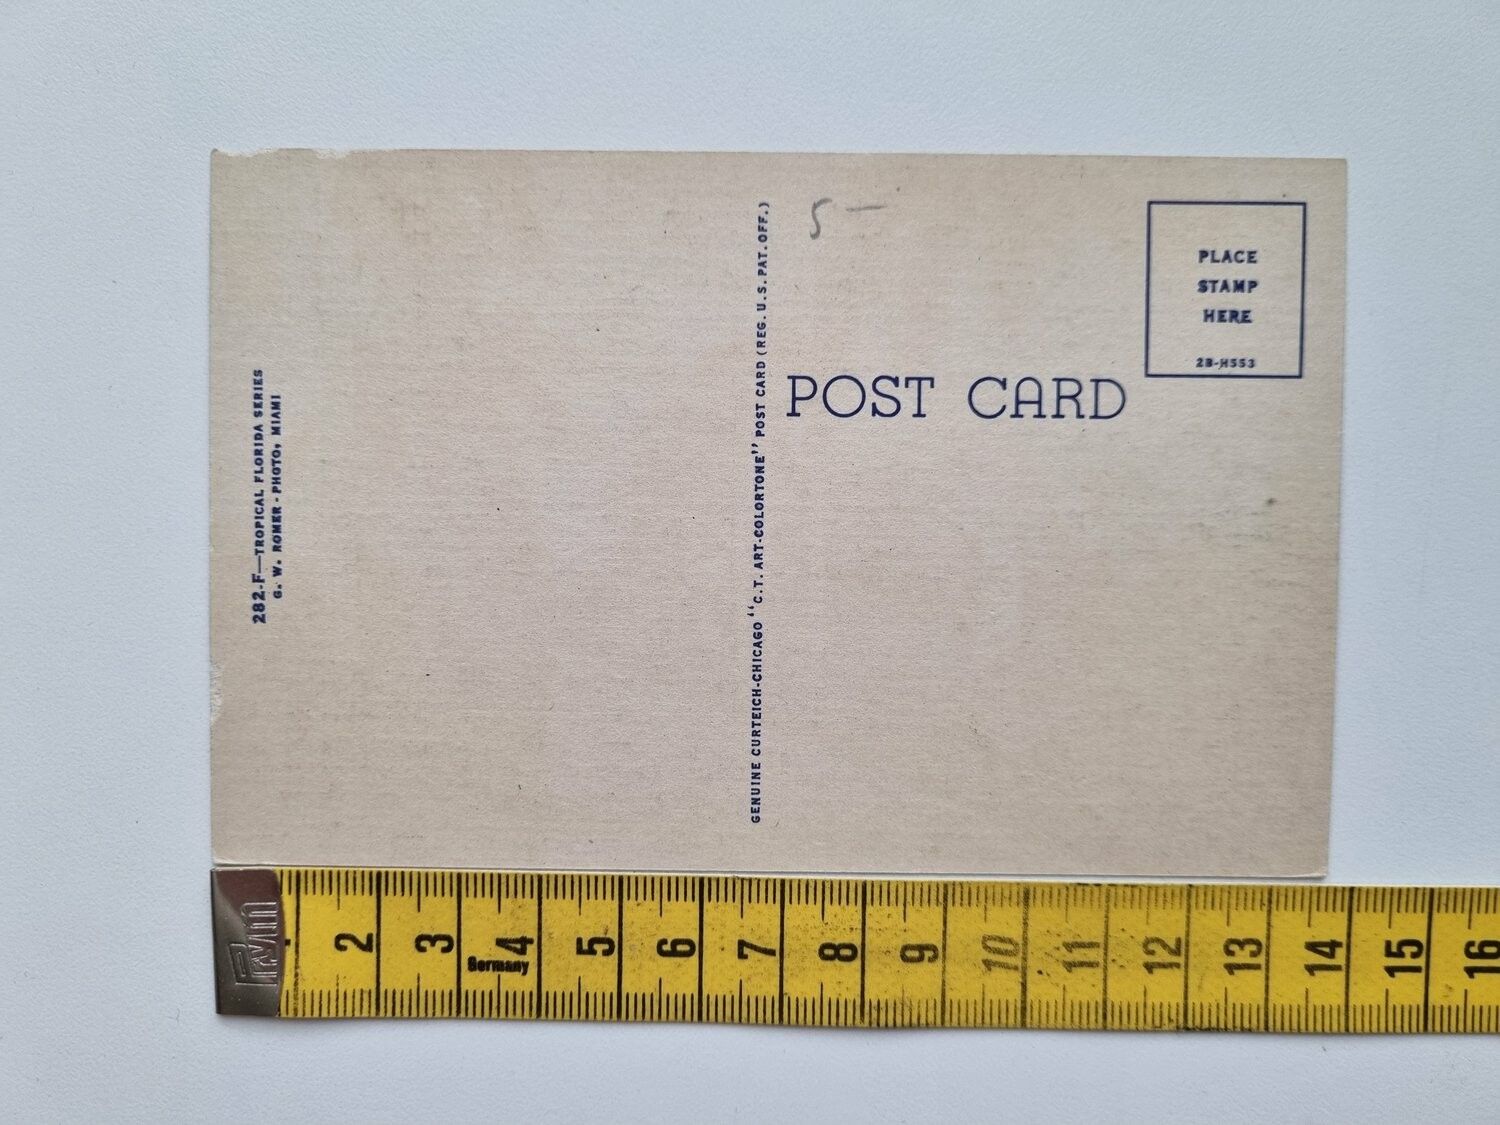 282-F—TROPICAL FLORIDA SERIES
G. W. ROMER - PHOTO, MIAMI
GENUINE CURTEICH-CHICAGO "C.T. ART-COLORTONE" POST CARD (REG. U.S. PAT. OFF.)
5 —
POST CARD
PLACE
STAMP
HERE
2B-H553
1 2 3 4 5 6 7 8 9 10 11 12 13 14 15 16
Germany